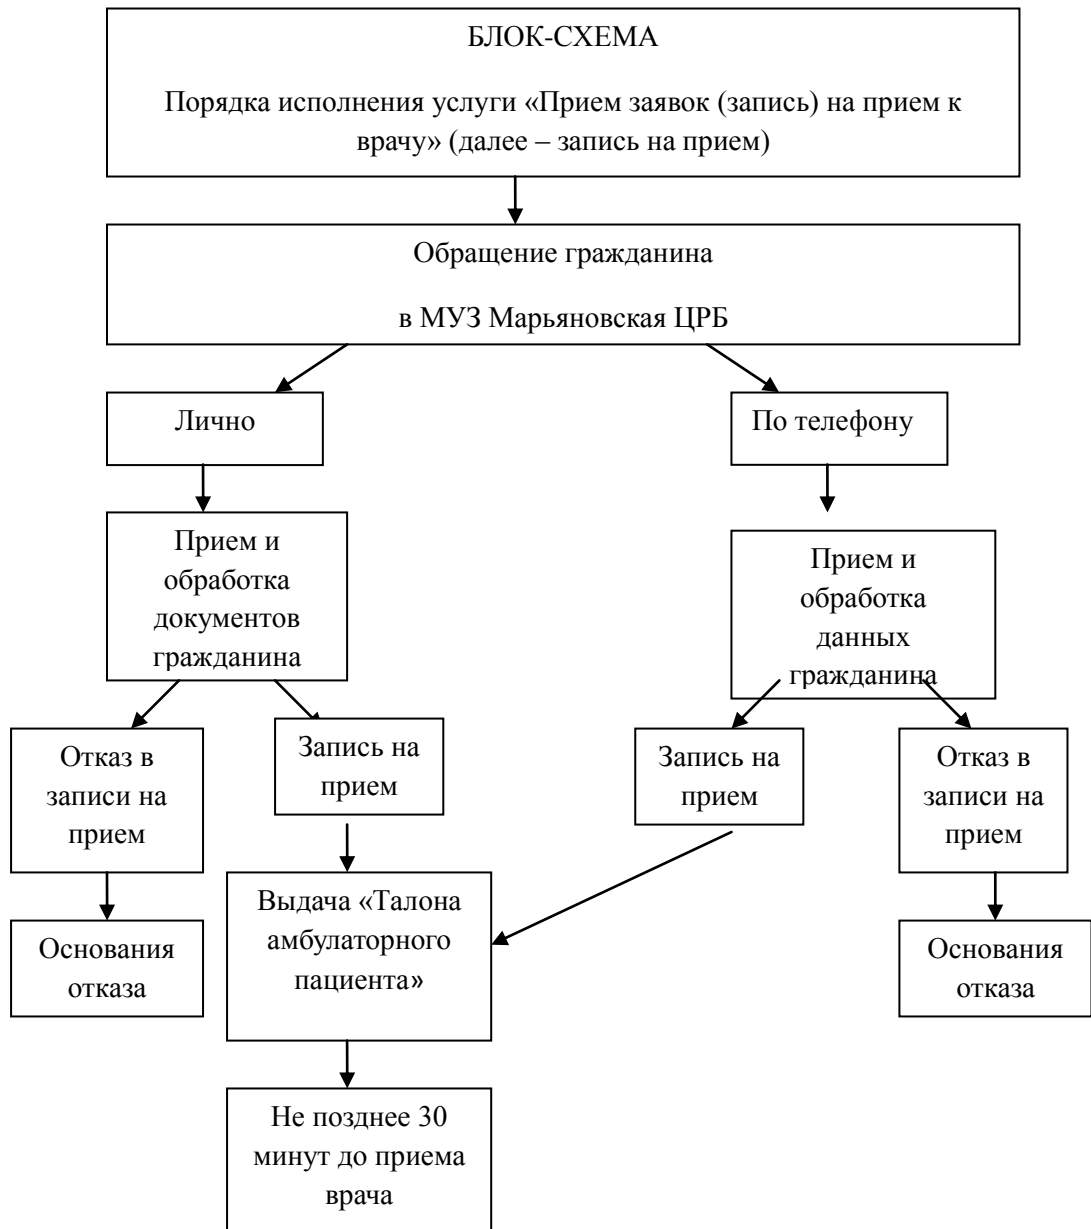 БЛОК-СХЕМА
Порядка исполнения услуги «Прием заявок (запись) на прием к
врачу» (далее – запись на прием)
Обращение гражданина
в МУЗ Марьяновская ЦРБ
Лично
По телефону
Прием и
обработка
документов
гражданина
Прием и
обработка
данных
гражданина
Отказ в
записи на
прием
Запись на
прием
Запись на
прием
Отказ в
записи на
прием
Основания
отказа
Выдача «Талона
амбулаторного
пациента»
Основания
отказа
Не позднее 30
минут до приема
врача